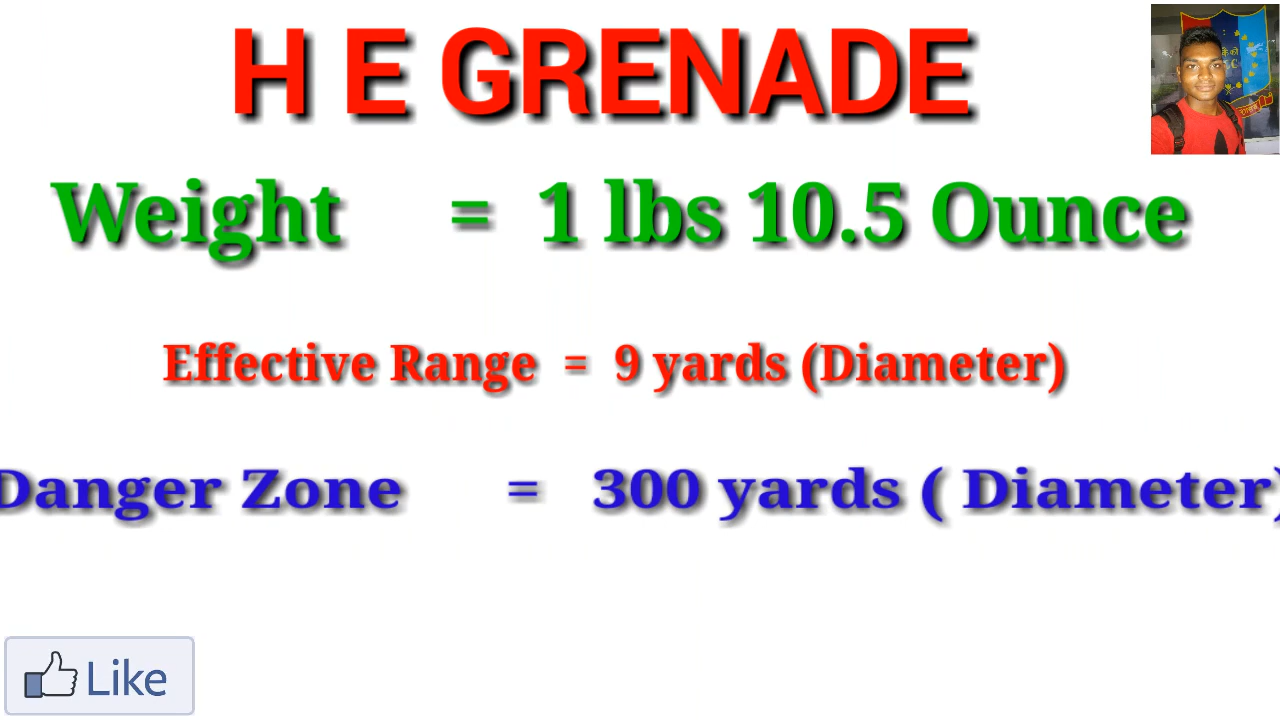 H E GRENADE
Weight = 1 lbs 10.5 Ounce
Effective Range = 9 yards (Diameter)
Danger Zone = 300 yards ( Diameter)
Like